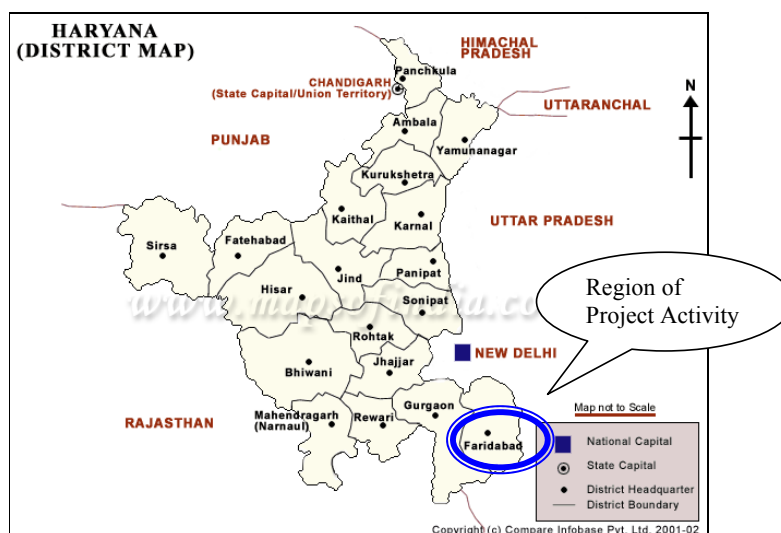 HARYANA
(DISTRICT MAP)
HIMACHAL
PRADESH
Panchkula
CHANDIGARH
(State Capital/Union Territory)
N
UTTARANCHAL
Ambala
PUNJAB
Yamunanagar
Kurukshetra
Kaithal
Karnal
UTTAR PRADESH
Sirsa
Fatehabad
Jind
Panipat
Region of
Project Activity
Hisar
Sonipat
www.mapsofindia.co
Rohtak
NEW DELHI
Bhiwani
Jhajjar
RAJASTHAN
Mahendragarh
(Narnaul)
Rewari
Gurgaon
Faridabad
Map not to Scale
National Capital
State Capital
District Headquarter
District Boundary
Copyright (c) Compare Infobase Pvt. Ltd. 2001-02